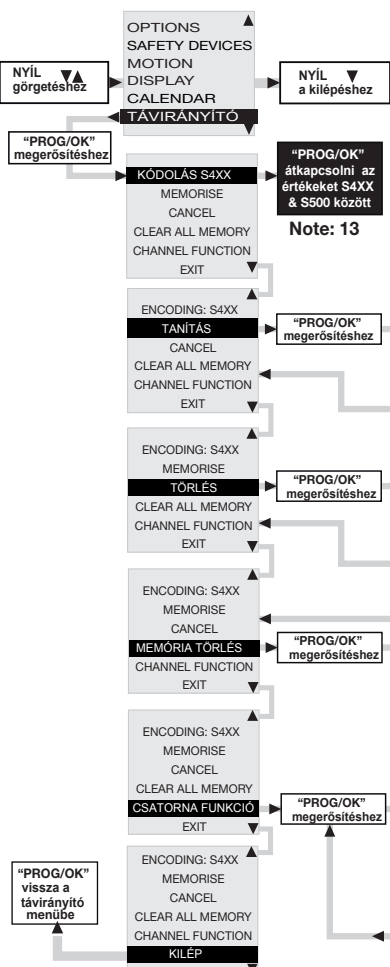 OPTIONS
SAFETY DEVICES
MOTION
DISPLAY
CALENDAR
TÁVIRÁNYÍTÓ
NYÍL
görgetéshez
NYÍL
a kilépéshez
“PROG/OK”
megerősítéshez
KÓDOLÁS S4XX
MEMORISE
CANCEL
CLEAR ALL MEMORY
CHANNEL FUNCTION
EXIT
“PROG/OK”
átkapcsolni az
értékeket S4XX
& S500 között
Note: 13
ENCODING: S4XX
TANÍTÁS
CANCEL
CLEAR ALL MEMORY
CHANNEL FUNCTION
EXIT
“PROG/OK”
megerősítéshez
ENCODING: S4XX
MEMORISE
TÖRLÉS
CLEAR ALL MEMORY
CHANNEL FUNCTION
EXIT
“PROG/OK”
megerősítéshez
ENCODING: S4XX
MEMORISE
CANCEL
MEMÓRIA TÖRLÉS
CHANNEL FUNCTION
EXIT
“PROG/OK”
megerősítéshez
ENCODING: S4XX
MEMORISE
CANCEL
CLEAR ALL MEMORY
CSATORNA FUNKCIÓ
EXIT
“PROG/OK”
megerősítéshez
ENCODING: S4XX
MEMORISE
CANCEL
CLEAR ALL MEMORY
CHANNEL FUNCTION
KILÉP
“PROG/OK”
vissza a
távirányító
menübe